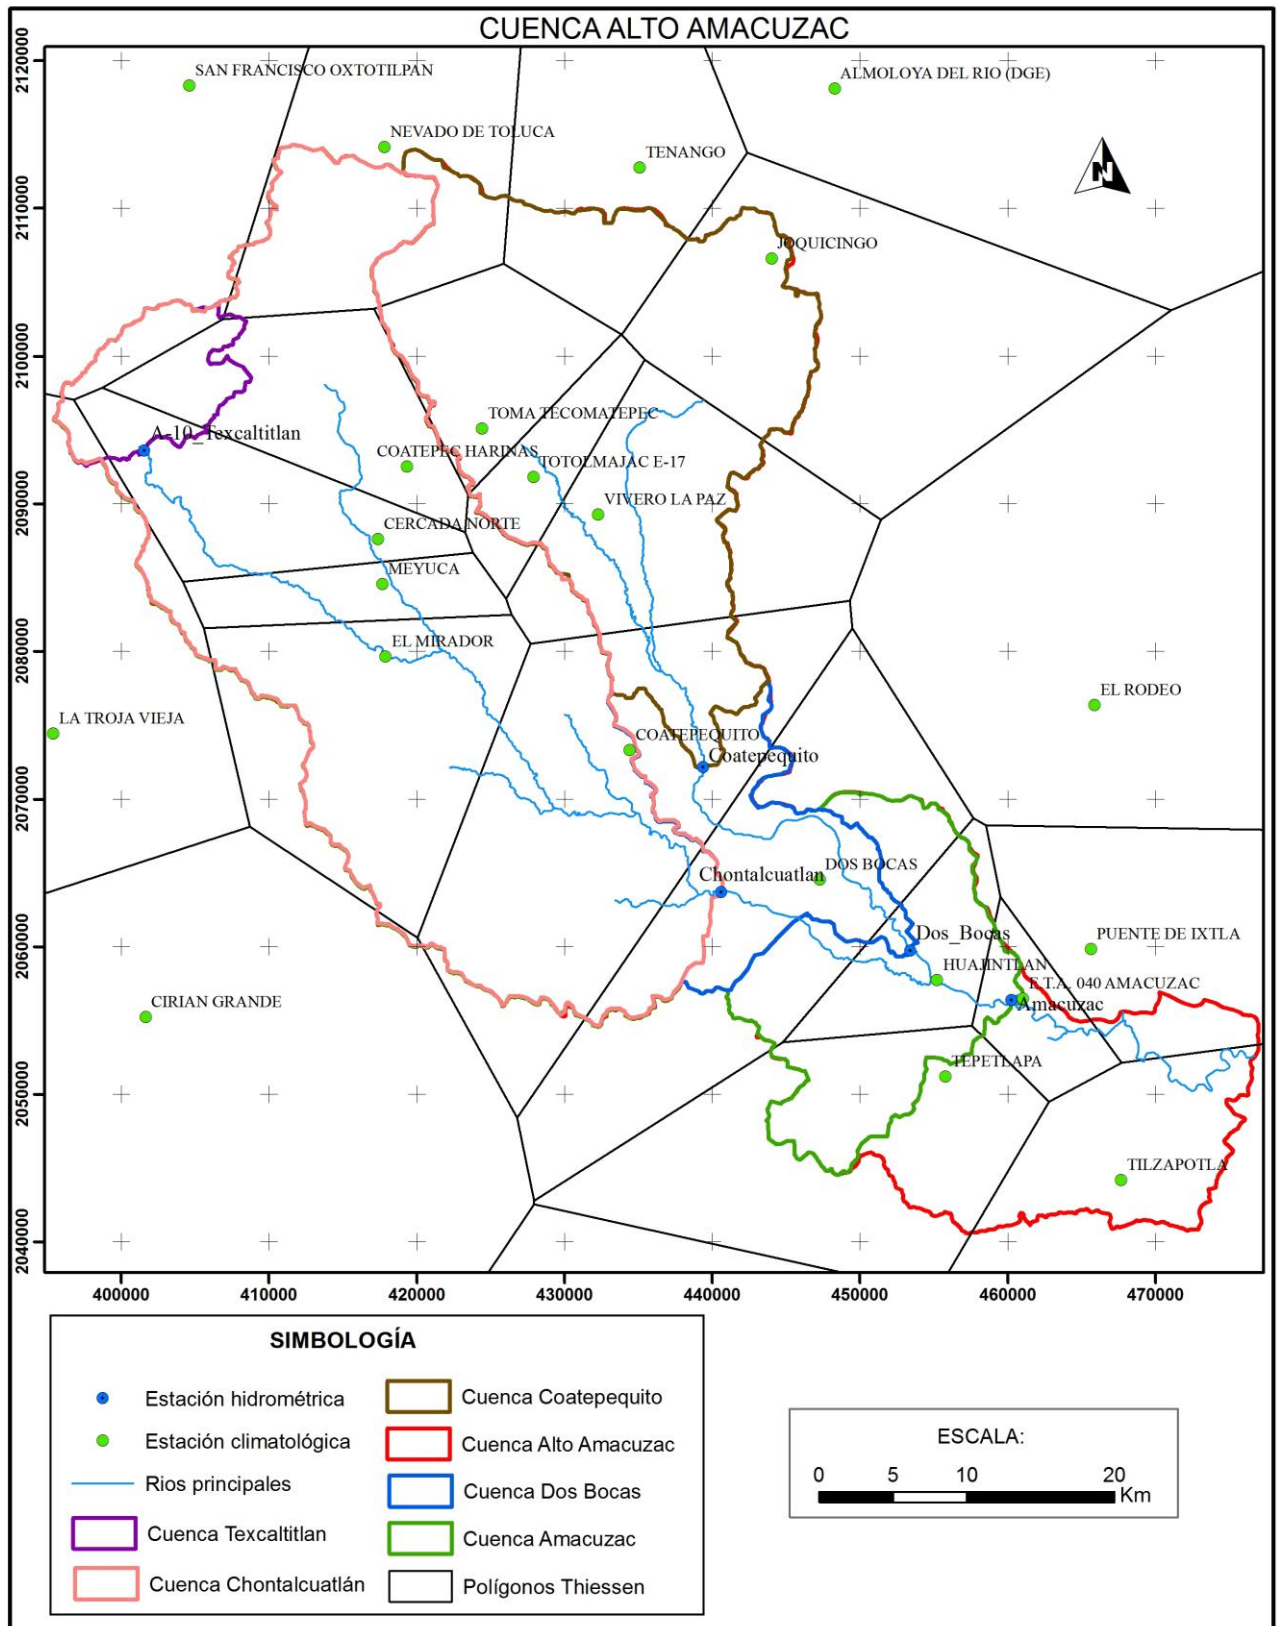 CUENCA ALTO AMACUZAC
SAN FRANCISCO OXTOTILPAN
ALMOLOYA DEL RIO (DGE)
NEVADO DE TOLUCA
TENANGO
N
JOQUICINGO
TOMA TECOMATEPEC
A-10_Texcaltitlan
COATEPEC HARINAS
TOTOLMAJAC E-17
VIVERO LA PAZ
CERCADA NORTE
MEYUCA
EL MIRADOR
EL RODEO
LA TROJA VIEJA
COATEPEQUITO
Coatepequito
DOS BOCAS
Chontalcuatlan
Dos_Bocas
PUENTE DE IXTLA
HUAJINTLAN
E.T.A. 040 AMACUZAC
CIRIAN GRANDE
Amacuzac
TEPETLAPA
TILZAPOTLA
2120000
2110000
2100000
2090000
2080000
2070000
2060000
2050000
2040000
400000 410000 420000 430000 440000 450000 460000 470000
SIMBOLOGÍA
Estación hidrométrica
Estación climatológica
Rios principales
Cuenca Texcaltitlan
Cuenca Chontalcuatlán
Cuenca Coatepequito
Cuenca Alto Amacuzac
Cuenca Dos Bocas
Cuenca Amacuzac
Polígonos Thiessen
ESCALA:
0 5 10 20
Km